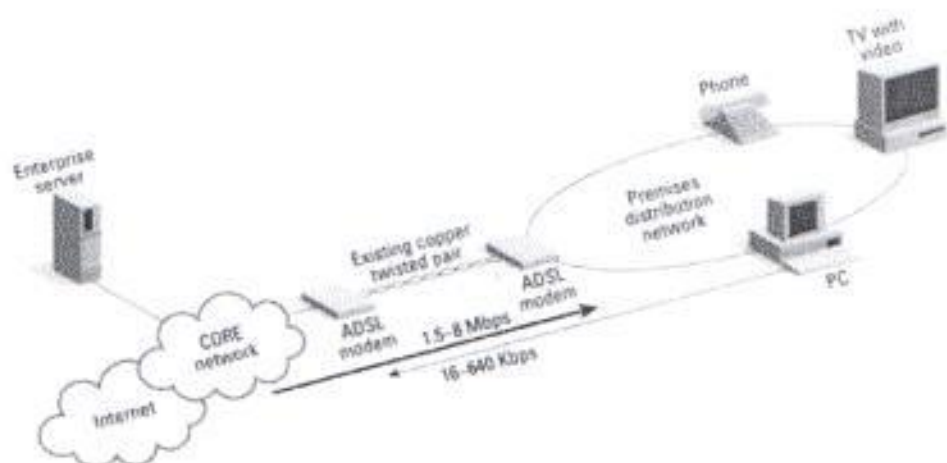 TV with
video
Phone
Enterprise
server
Premises
distribution
network
Existing copper
twisted pair
PC
ADSL
modem
ADSL
modem
CORE
network
1.5–8 Mbps
16–640 Kbps
Internet